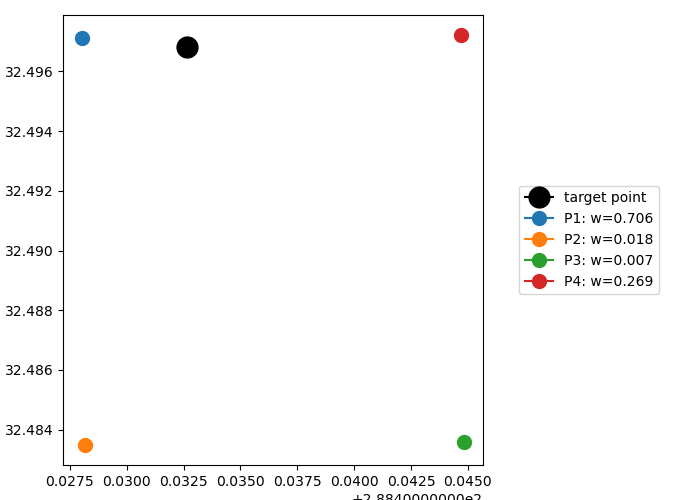 32.496
32.494
32.492
32.490
32.488
32.486
32.484
0.0275 0.0300 0.0325 0.0350 0.0375 0.0400 0.0425 0.0450
+2.8840000000e2
target point
P1: w=0.706
P2: w=0.018
P3: w=0.007
P4: w=0.269